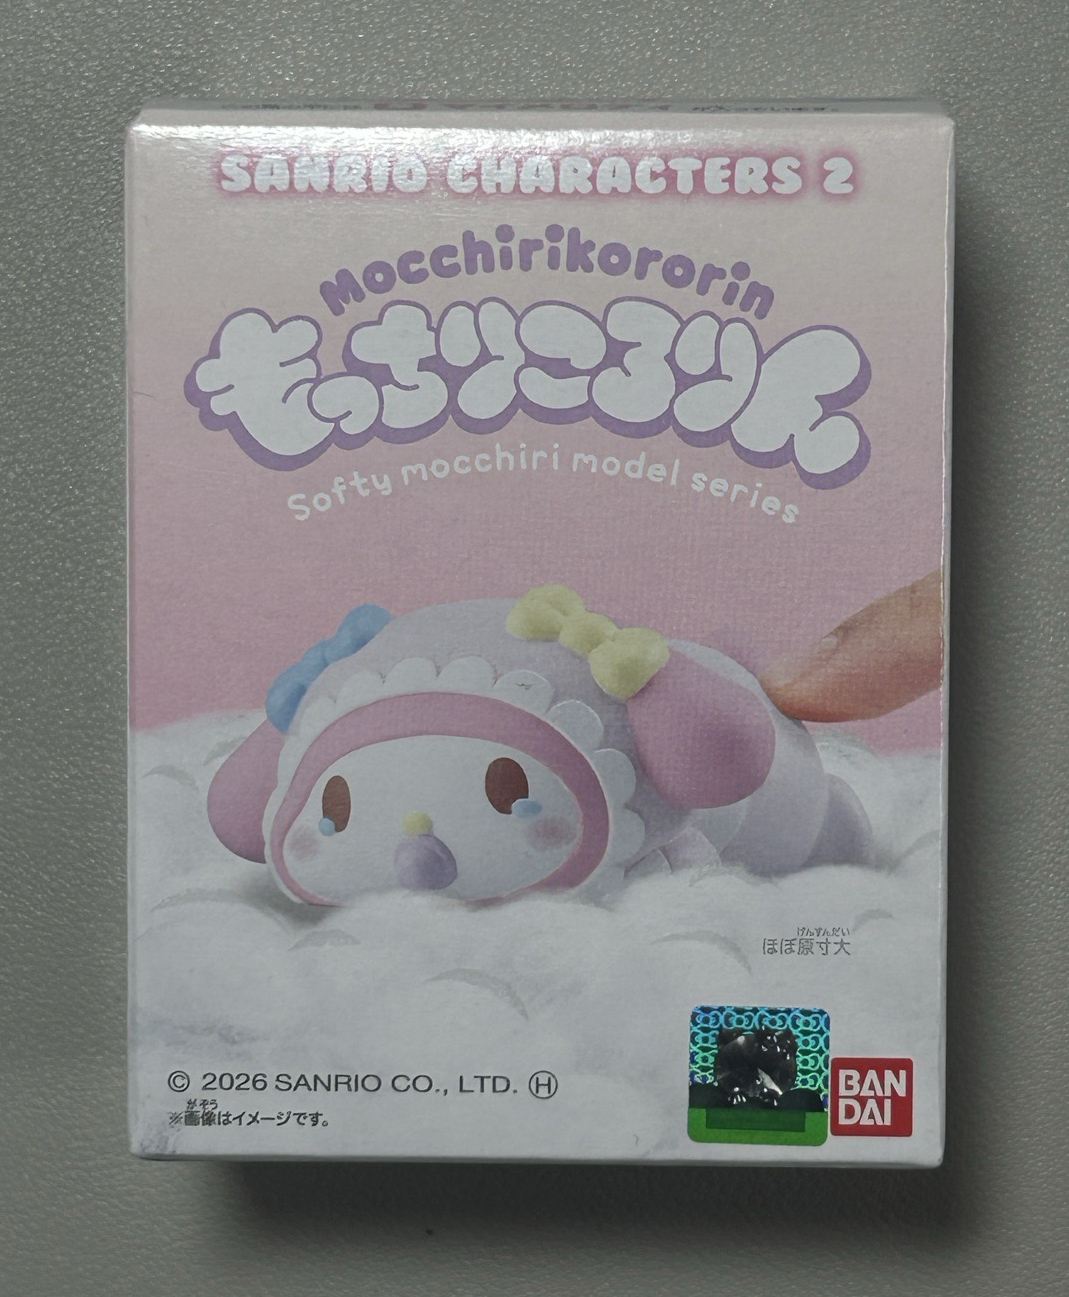 SANRIO CHARACTERS 2
Mocchirikororin
もっちりころりん
Softy mocchiri model series
げんすんだい
ほぼ原寸大
© 2026 SANRIO CO., LTD. Ⓗ
がぞう
※画像はイメージです。
BAN
DAI